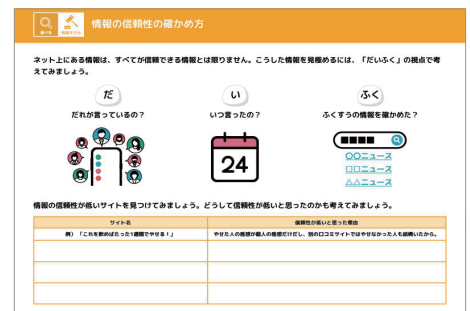 情報の信頼性の確かめ方
ネット上にある情報は、すべてが信頼できる情報とは限りません。こうした情報を見極めるには、「だいふく」の視点で考
えてみましょう。
だ
い
ふく
だれが言っているの？
いつ言ったの？
ふくすうの情報を確かめた？
24
〇〇ニュース
□□ニュース
△△ニュース
情報の信頼性が低いサイトを見つけてみましょう。どうして信頼性が低いと思ったのかも考えてみましょう。
サイト名
信頼性が低いと思った理由
例）「これを飲めばたった1週間でやせる！」
やせた人の感想が個人の感想だけだし、別の口コミサイトではやせなかった人も結構いたから。